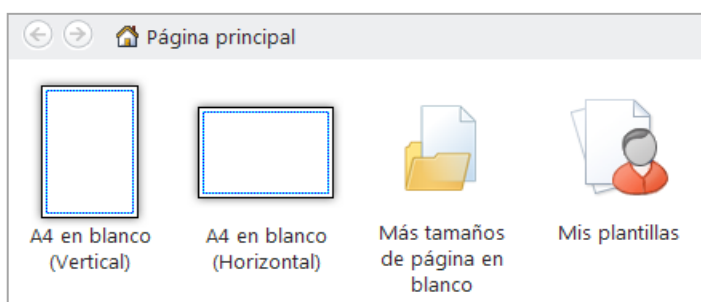 Página principal
A4 en blanco
(Vertical)
A4 en blanco
(Horizontal)
Más tamaños
de página en
blanco
Mis plantillas